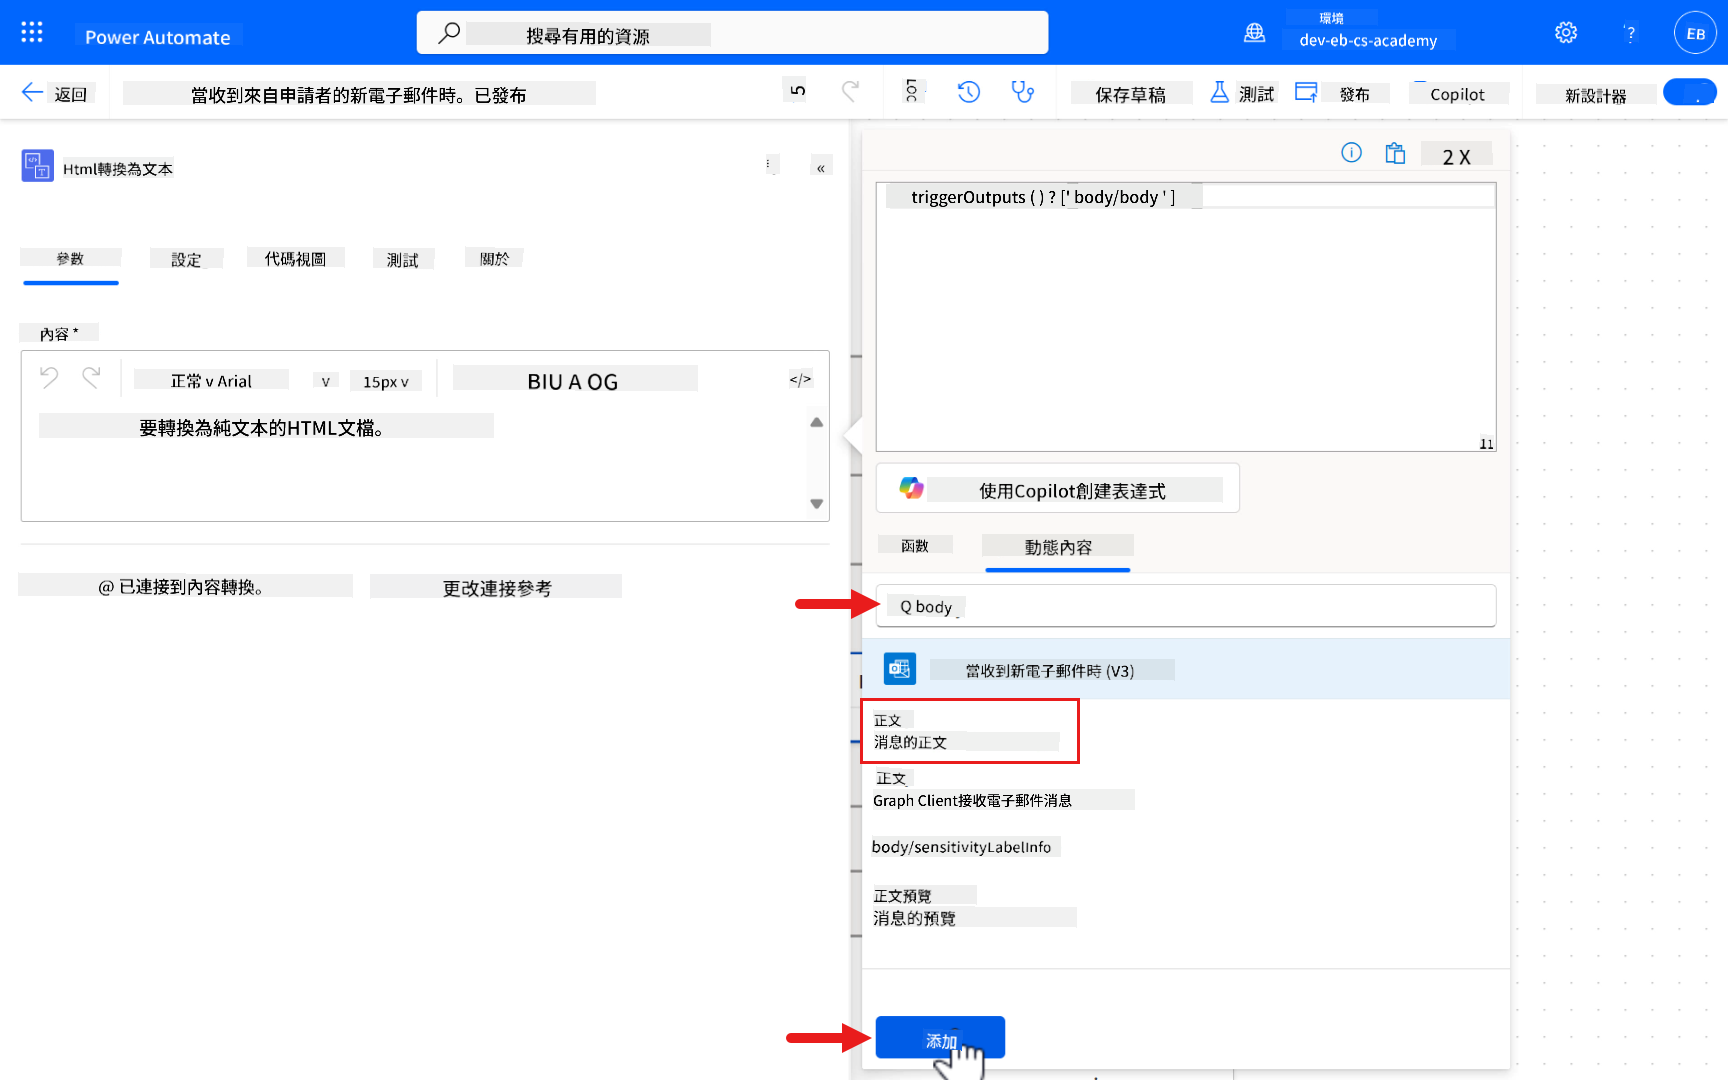 Power Automate
搜尋有用的資源
環境
dev-eb-cs-academy
?
EB
返回
當收到來自申請者的新電子郵件時。已發布
保存草稿
測試
發布
Copilot
新設計器
Html轉換為文本
«
2 X
triggerOutputs ( ) ? [' body/body ' ]
參數
設定
代碼視圖
測試
關於
內容 *
正常 v Arial
v
15px v
BIU A OG
</>
要轉換為純文本的HTML文檔。
11
使用Copilot創建表達式
函數
動態內容
@ 已連接到內容轉換。
更改連接參考
Q body
當收到新電子郵件時 (V3)
正文
消息的正文
正文
Graph Client接收電子郵件消息
body/sensitivityLabelInfo
正文預覽
消息的預覽
添加